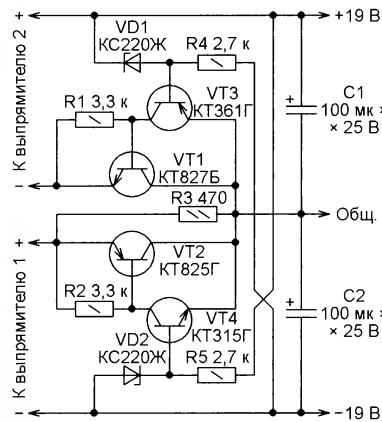 +
+19 В
К выпрямителю 2
VD1
КС220Ж
R4 2,7 к
VT3
КТ361Г
R1 3,3 к
+
C1
100 мк ×
× 25 В
VT1
КТ827Б
−
R3 470
Общ.
К выпрямителю 1
+
VT2
КТ825Г
R2 3,3 к
VT4
КТ315Г
+
C2
100 мк ×
× 25 В
VD2
КС220Ж
R5 2,7 к
−
−19 В